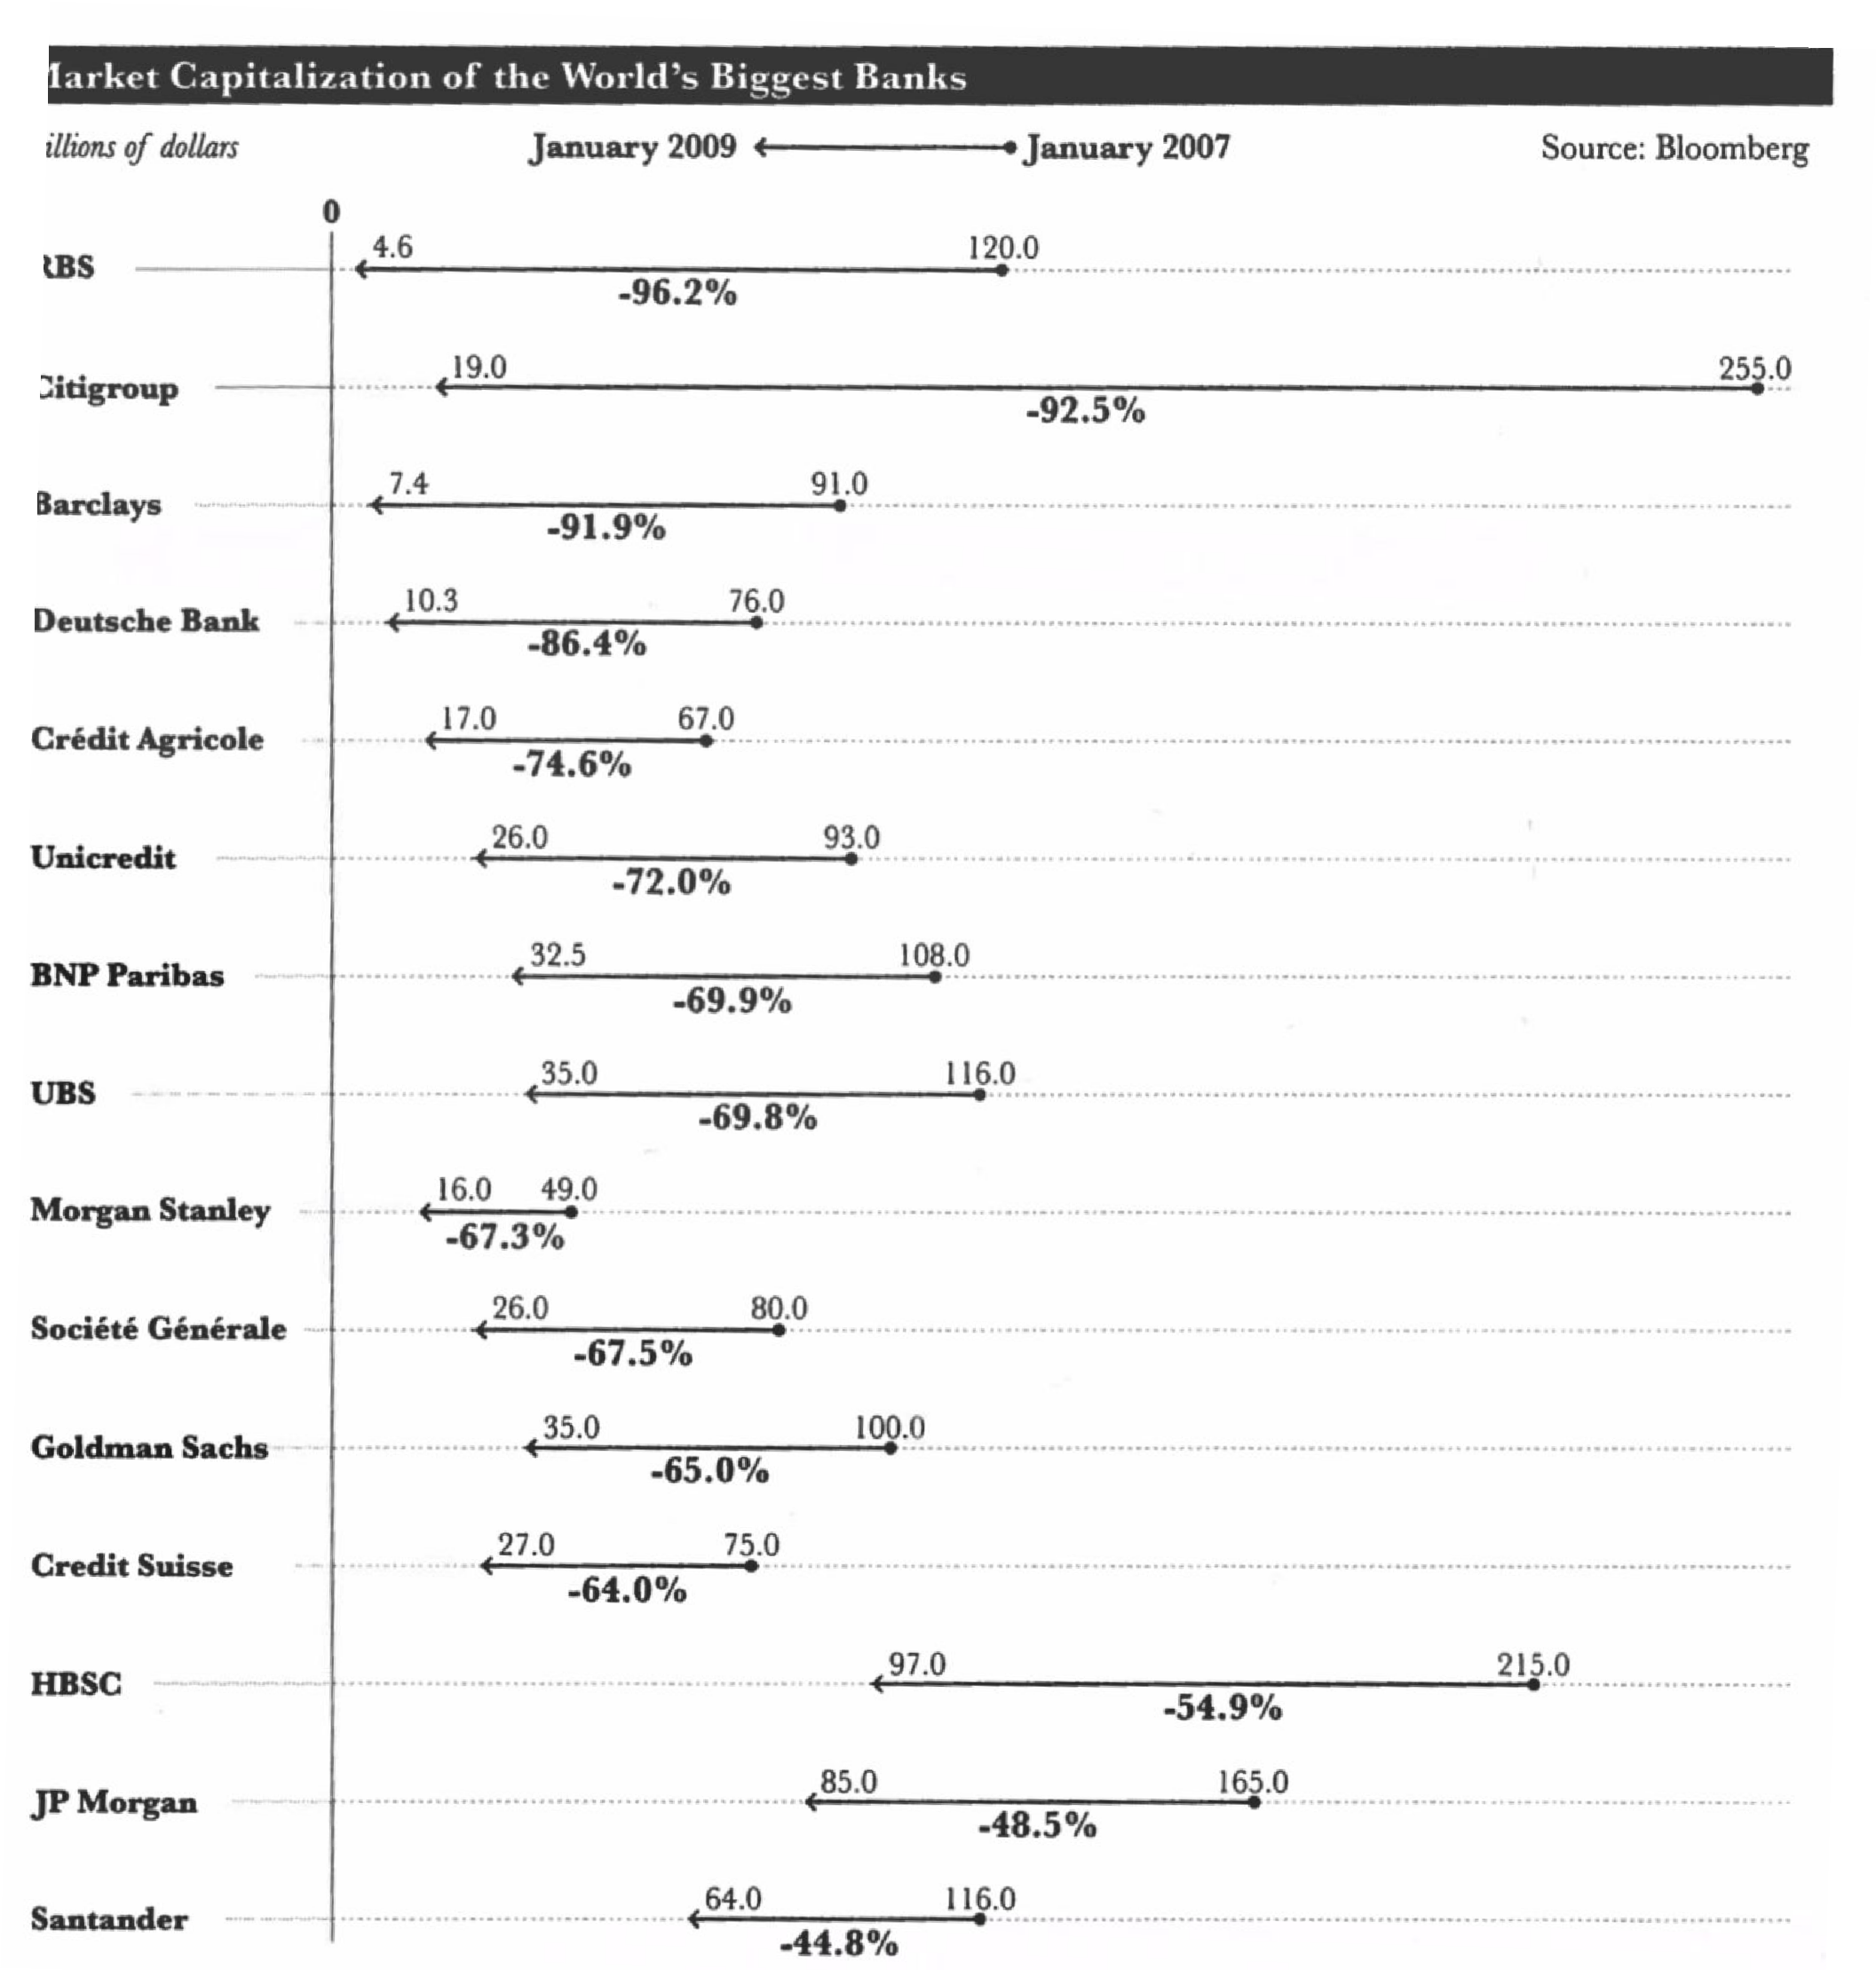 Market Capitalization of the World's Biggest Banks
illions of dollars January 2009 January 2007 Source: Bloomberg
0
4.6 120.0
RBS
-96.2%
19.0 255.0
Citigroup
-92.5%
7.4 91.0
Barclays
-91.9%
10.3 76.0
Deutsche Bank
-86.4%
17.0 67.0
Crédit Agricole
-74.6%
26.0 93.0
Unicredit
-72.0%
32.5 108.0
BNP Paribas
-69.9%
35.0 116.0
UBS
-69.8%
16.0 49.0
Morgan Stanley
-67.3%
26.0 80.0
Société Générale
-67.5%
35.0 100.0
Goldman Sachs
-65.0%
27.0 75.0
Credit Suisse
-64.0%
97.0 215.0
HBSC
-54.9%
85.0 165.0
JP Morgan
-48.5%
64.0 116.0
Santander
-44.8%